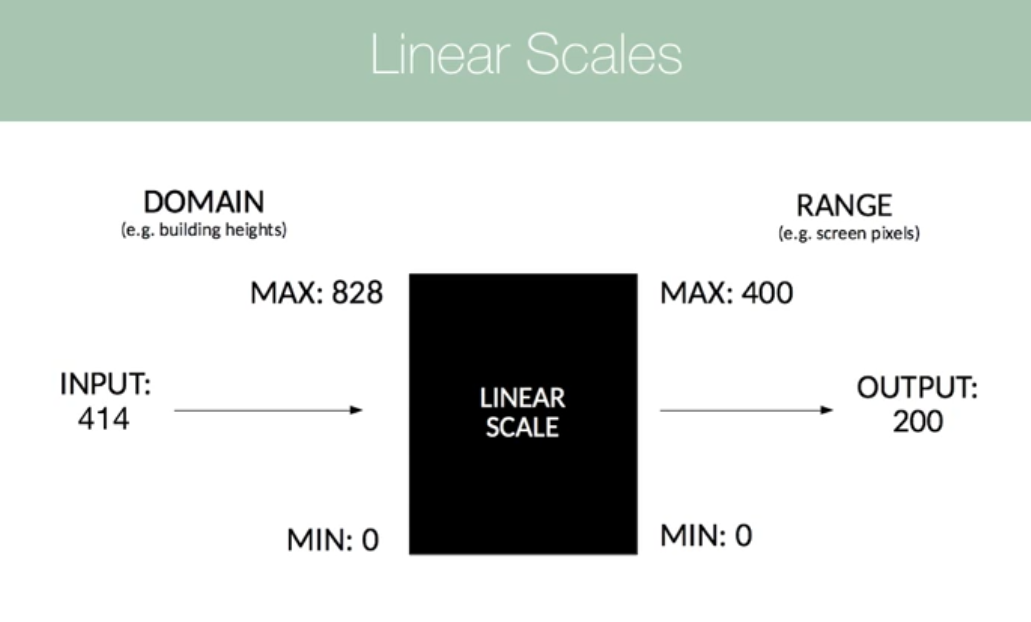 Linear Scales
DOMAIN
(e.g. building heights)
RANGE
(e.g. screen pixels)
MAX: 828
MAX: 400
INPUT:
414
LINEAR
SCALE
OUTPUT:
200
MIN: 0
MIN: 0